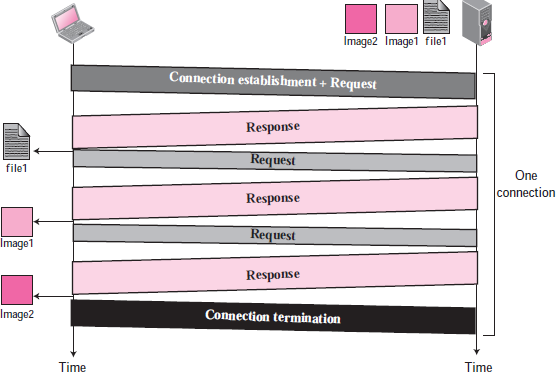 Image2 Image1 file1
Connection establishment + Request
Response
Request
file1
Response
One
connection
Request
Image1
Response
Image2
Connection termination
Time Time